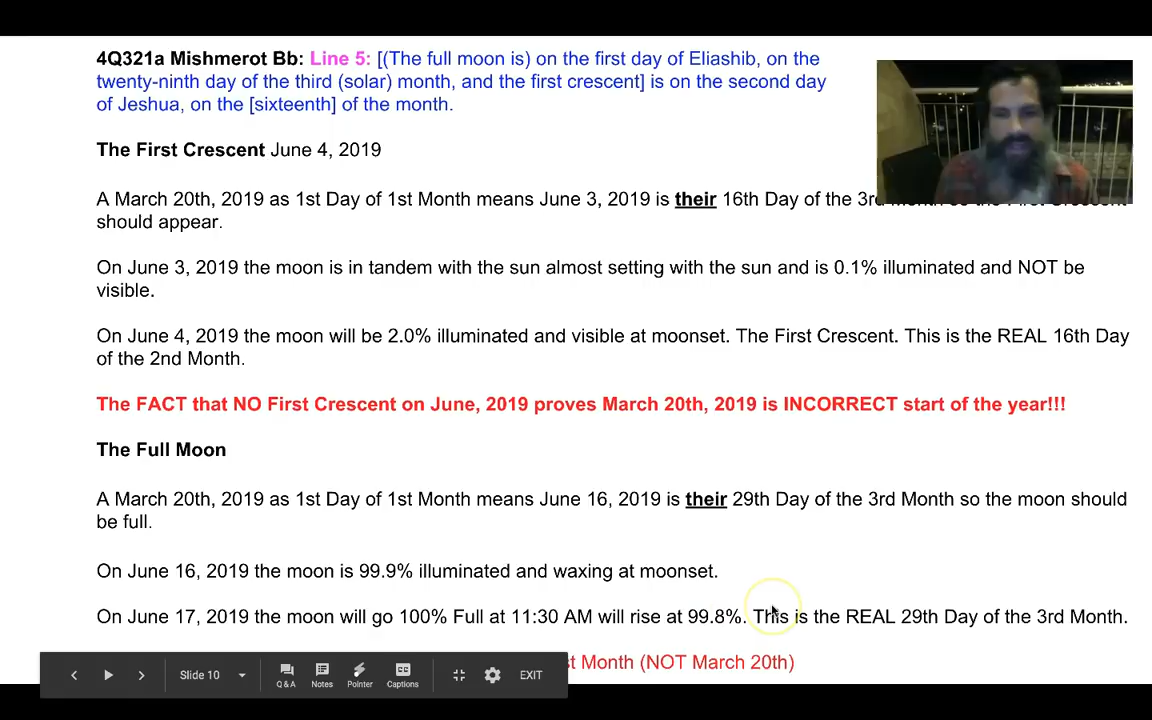 4Q321a Mishmerot Bb: Line 5: [(The full moon is) on the first day of Eliashib, on the
twenty-ninth day of the third (solar) month, and the first crescent] is on the second day
of Jeshua, on the [sixteenth] of the month.
The First Crescent June 4, 2019
A March 20th, 2019 as 1st Day of 1st Month means June 3, 2019 is their 16th Day of the
should appear.
On June 3, 2019 the moon is in tandem with the sun almost setting with the sun and is 0.1% illuminated and NOT be
visible.
On June 4, 2019 the moon will be 2.0% illuminated and visible at moonset. The First Crescent. This is the REAL 16th Day
of the 2nd Month.
The FACT that NO First Crescent on June, 2019 proves March 20th, 2019 is INCORRECT start of the year!!!
The Full Moon
A March 20th, 2019 as 1st Day of 1st Month means June 16, 2019 is their 29th Day of the 3rd Month so the moon should
be full.
On June 16, 2019 the moon is 99.9% illuminated and waxing at moonset.
On June 17, 2019 the moon will go 100% Full at 11:30 AM will rise at 99.8%. This is the REAL 29th Day of the 3rd Month.
Month (NOT March 20th)
Slide 10
Q&A Notes Pointer Captions EXIT